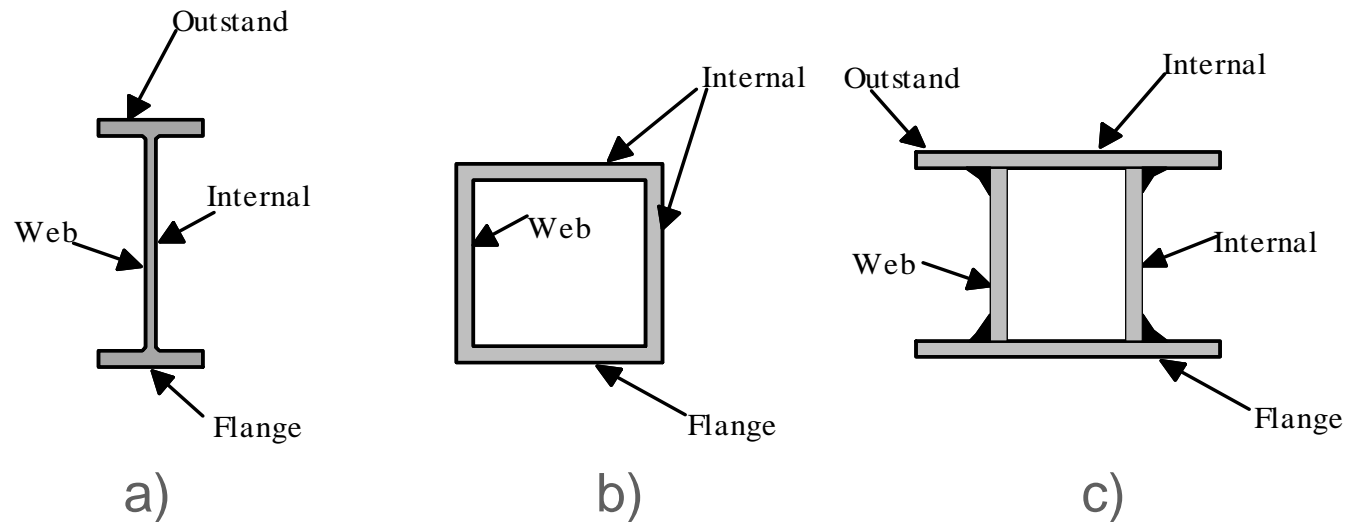 Outstand
Internal
Web
Flange
a)
Internal
Web
Flange
b)
Outstand
Internal
Web
Internal
Flange
c)